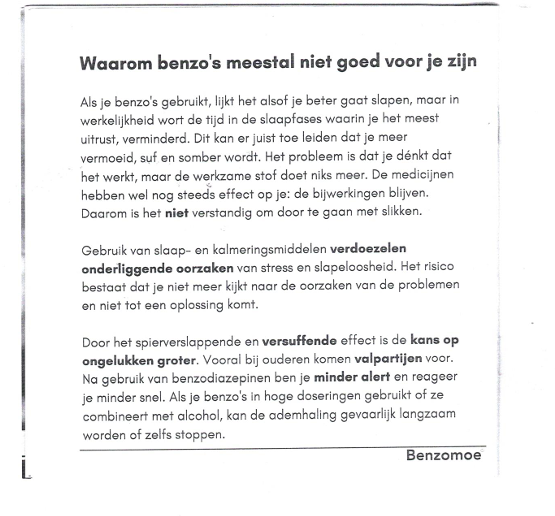 Waarom benzo's meestal niet goed voor je zijn
Als je benzo's gebruikt, lijkt het alsof je beter gaat slapen, maar in
werkelijkheid wort de tijd in de slaapfases waarin je het meest
uitrust, verminderd. Dit kan er juist toe leiden dat je meer
vermoeid, suf en somber wordt. Het probleem is dat je dénkt dat
het werkt, maar de werkzame stof doet niks meer. De medicijnen
hebben wel nog steeds effect op je: de bijwerkingen blijven.
Daarom is het niet verstandig om door te gaan met slikken.
Gebruik van slaap- en kalmeringsmiddelen verdoezelen
onderliggende oorzaken van stress en slapeloosheid. Het risico
bestaat dat je niet meer kijkt naar de oorzaken van de problemen
en niet tot een oplossing komt.
Door het spierverslappende en versuffende effect is de kans op
ongelukken groter. Vooral bij ouderen komen valpartijen voor.
Na gebruik van benzodiazepinen ben je minder alert en reageer
je minder snel. Als je benzo's in hoge doseringen gebruikt of ze
combineert met alcohol, kan de ademhaling gevaarlijk langzaam
worden of zelfs stoppen.
Benzomoe